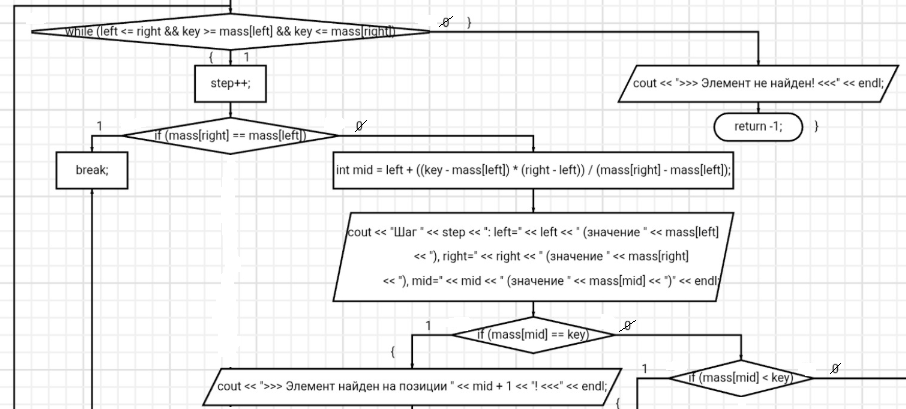 while (left <= right && key >= mass[left] && key <= mass[right])
0 }
{ 1
step++;
cout << ">>> Элемент не найден! <<<" << endl;
return -1; }
1
if (mass[right] == mass[left])
0
break;
int mid = left + ((key - mass[left]) * (right - left)) / (mass[right] - mass[left]);
cout << "Шаг " << step << ": left=" << left << " (значение " << mass[left]
<< "), right=" << right << " (значение " << mass[right]
<< "), mid=" << mid << " (значение " << mass[mid] << ")" << endl;
1
if (mass[mid] == key)
0
{
1
if (mass[mid] < key)
0
cout << ">>> Элемент найден на позиции " << mid + 1 << "! <<<" << endl;
{